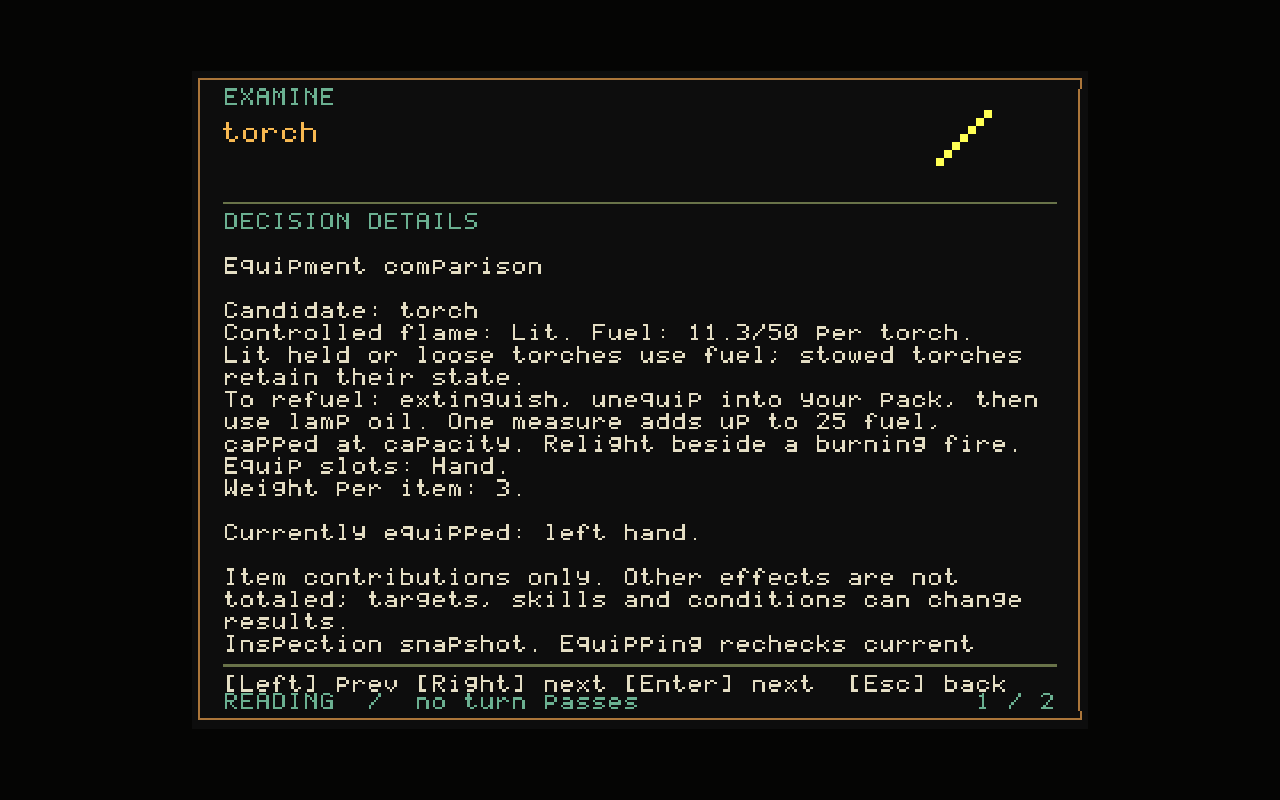 EXAMINE
torch
DECISION DETAILS
Equipment comparison
Candidate: torch
Controlled flame: Lit. Fuel: 11.3/50 per torch.
Lit held or loose torches use fuel; stowed torches
retain their state.
To refuel: extinguish, unequip into your pack, then
use lamp oil. One measure adds up to 25 fuel,
capped at capacity. Relight beside a burning fire.
Equip slots: Hand.
Weight per item: 3.
Currently equipped: left hand.
Item contributions only. Other effects are not
totaled; targets, skills and conditions can change
results.
Inspection snapshot. Equipping rechecks current
[Left] prev [Right] next [Enter] next  [Esc] back
READING  /  no turn passes 1 / 2